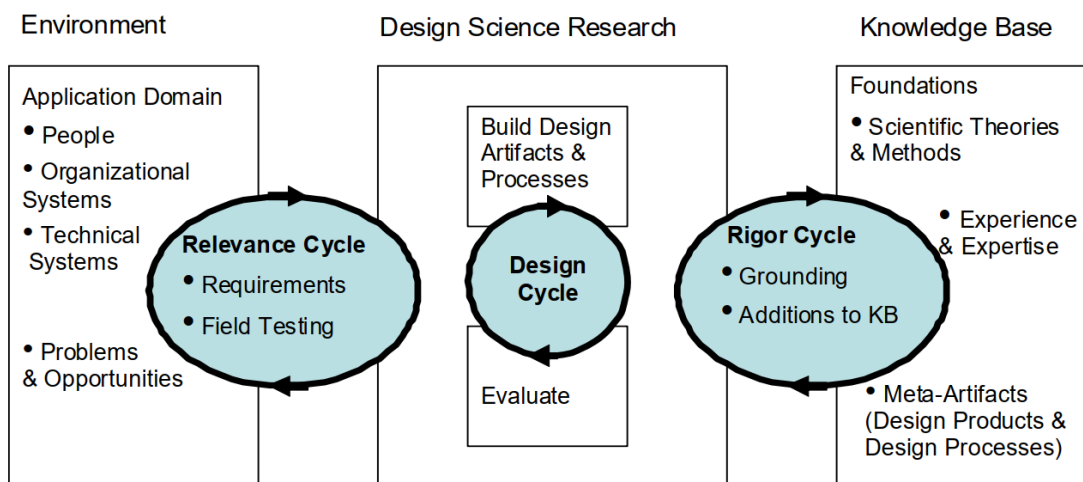 Environment
Design Science Research
Knowledge Base
Application Domain
• People
• Organizational
Systems
• Technical
Systems
• Problems
& Opportunities
Relevance Cycle
• Requirements
• Field Testing
Build Design
Artifacts &
Processes
Design
Cycle
Evaluate
Rigor Cycle
• Grounding
• Additions to KB
Foundations
• Scientific Theories
& Methods
• Experience
& Expertise
• Meta-Artifacts
(Design Products &
Design Processes)